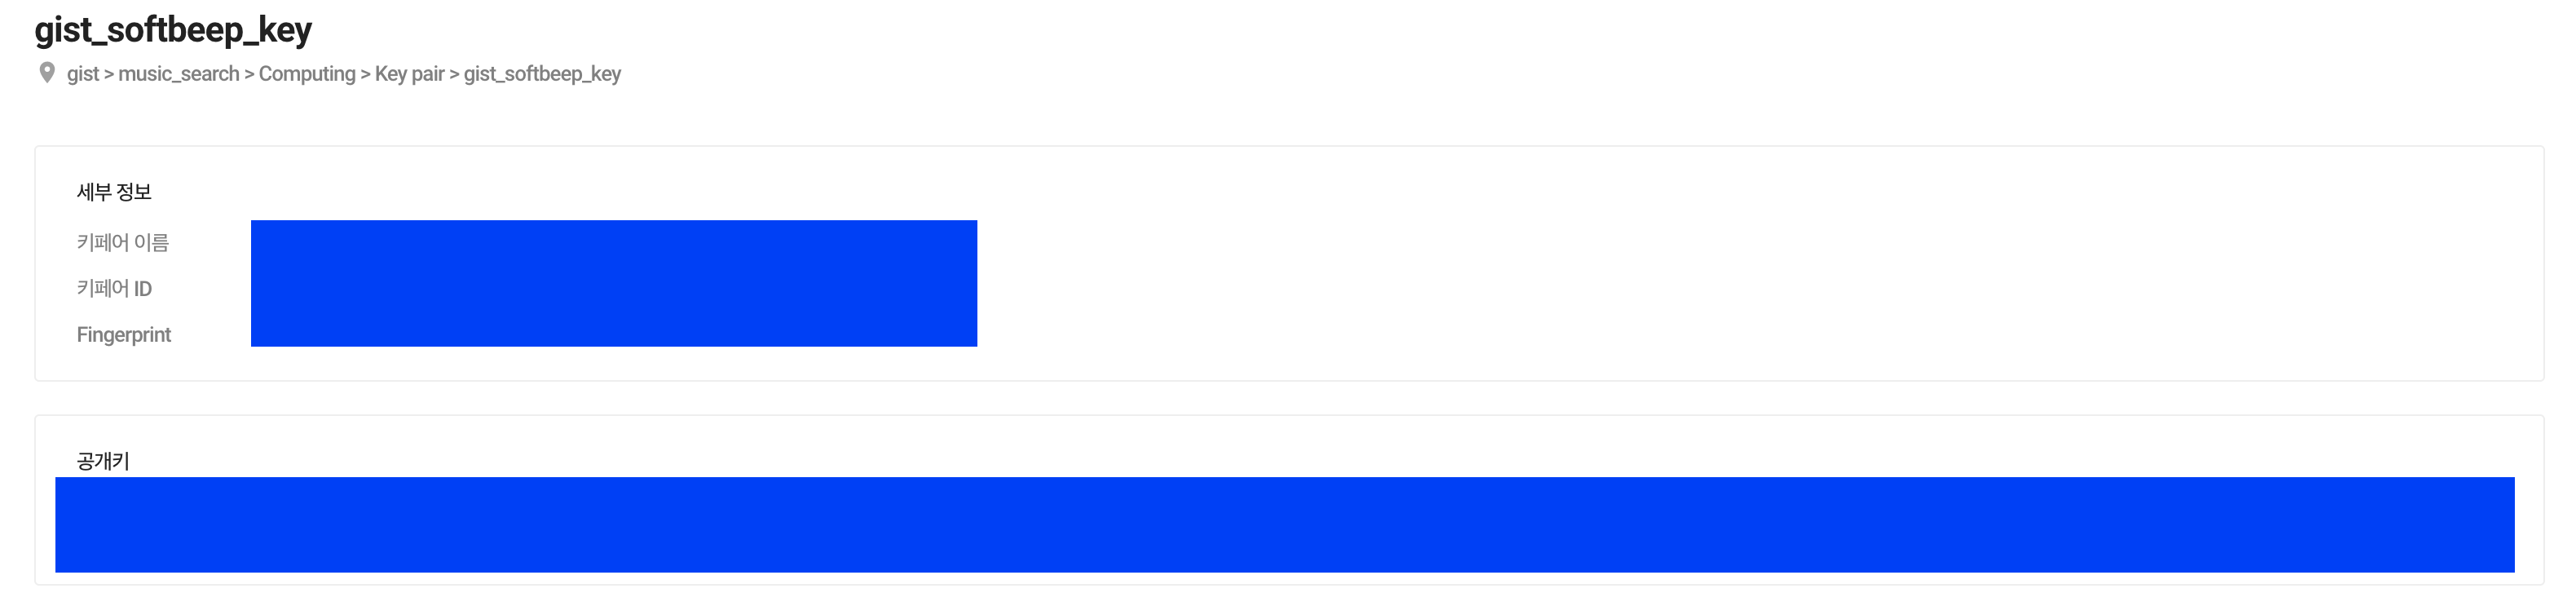 gist_softbeep_key
gist > music_search > Computing > Key pair > gist_softbeep_key
세부 정보
키페어 이름
키페어 ID
Fingerprint
공개키